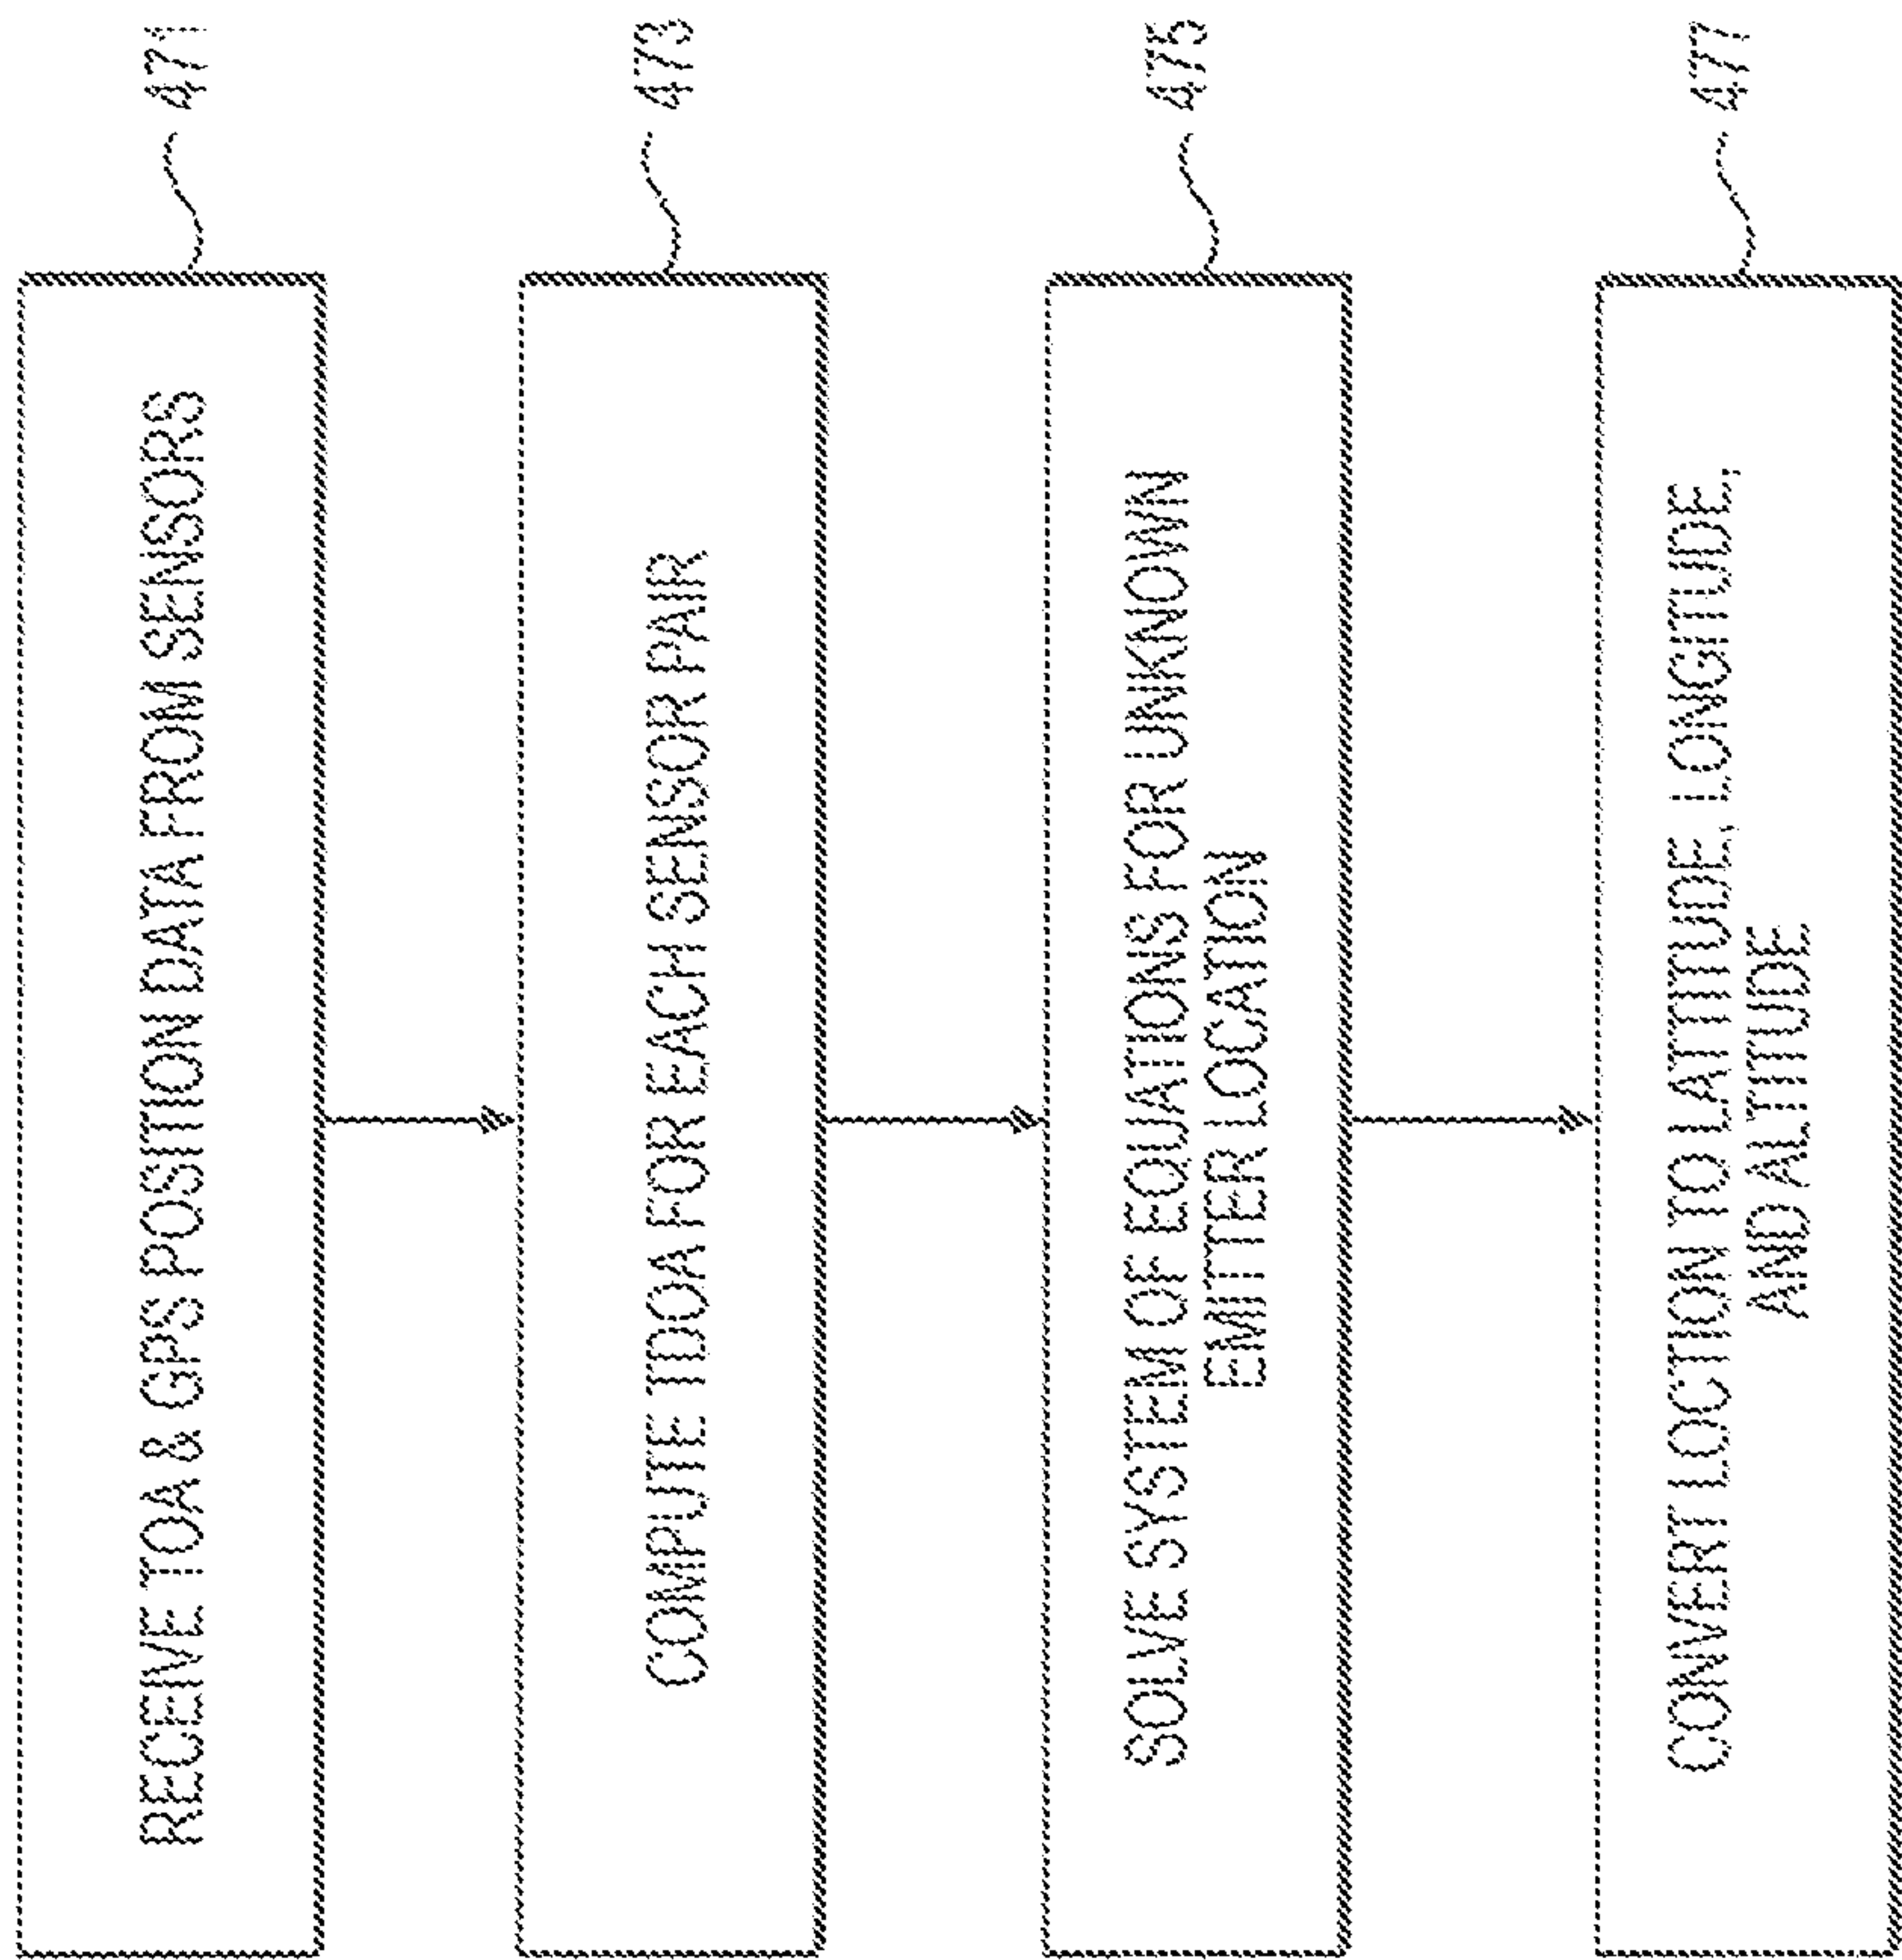 RECEIVE TOA & GPS POSITION DATA FROM SENSORS
471
COMPUTE TDOA FOR EACH SENSOR PAIR
473
SOLVE SYSTEM OF EQUATIONS FOR UNKNOWN
EMITTER LOCATION
475
CONVERT LOCTION TO LATITUDE, LONGITUDE,
AND ALTITUDE
477